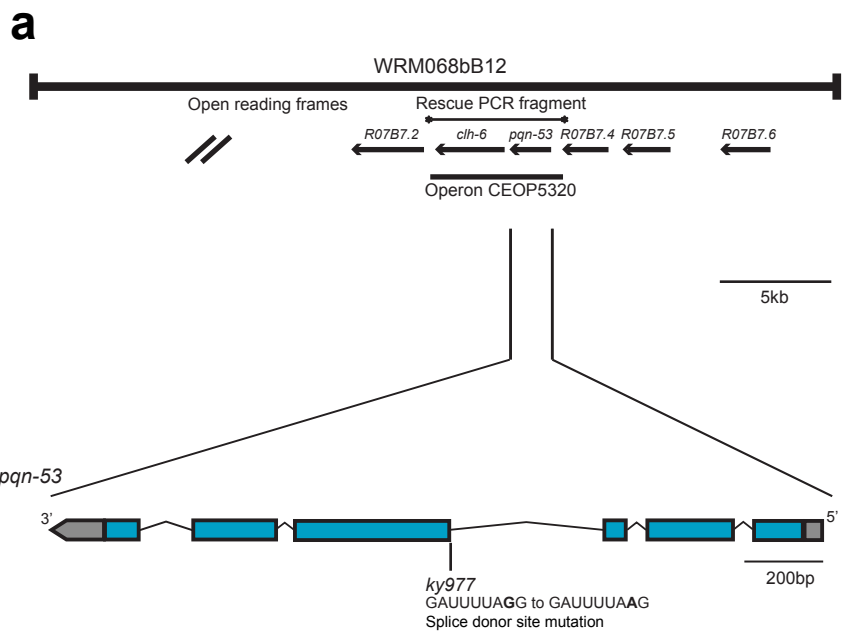 a
WRM068bB12
Open reading frames
Rescue PCR fragment
R07B7.2
clh-6
pqn-53
R07B7.4
R07B7.5
R07B7.6
Operon CEOP5320
5kb
pqn-53
3’
5’
200bp
ky977
GAUUUUAGG to GAUUUUAAG
Splice donor site mutation